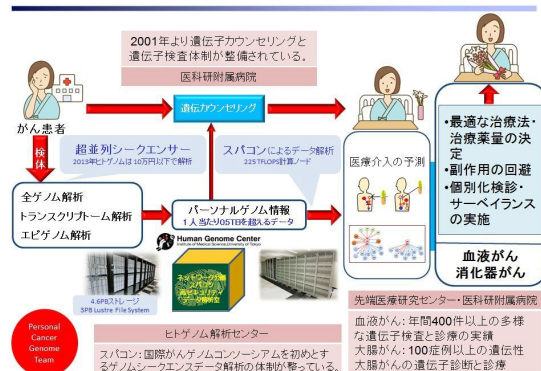 2001年より遺伝子カウンセリングと
遺伝子検査体制が整備されている。
医科研附属病院
がん患者
遺伝カウンセリング
検体
超並列シークエンサー
2013年ヒトゲノムは10万円以下で解析
スパコンによるデータ解析
225 TFLOPS計算ノード
全ゲノム解析
トランスクリプトーム解析
エピゲノム解析
パーソナルゲノム情報
1人当たり0.5TBを超えるデータ
Human Genome Center
Institute of Medical Science, University of Tokyo
スパコン
データ解析室
4.6PBストレージ
3PB Lustre File System
医療介入の予測
•最適な治療法・
治療薬量の決
定
•副作用の回避
•個別化検診・
サーベイランス
の実施
血液がん
消化器がん
先端医療研究センター・医科研附属病院
血液がん：年間400件以上の多様
な遺伝子検査と診療の実績
大腸がん：100症例以上の遺伝性
大腸がんの遺伝子診断と診療
Personal
Cancer
Genome
Team
ヒトゲノム解析センター
スパコン：国際がんゲノムコンソーシアムを初めとす
るゲノムシークエンスデータ解析の体制が整っている。